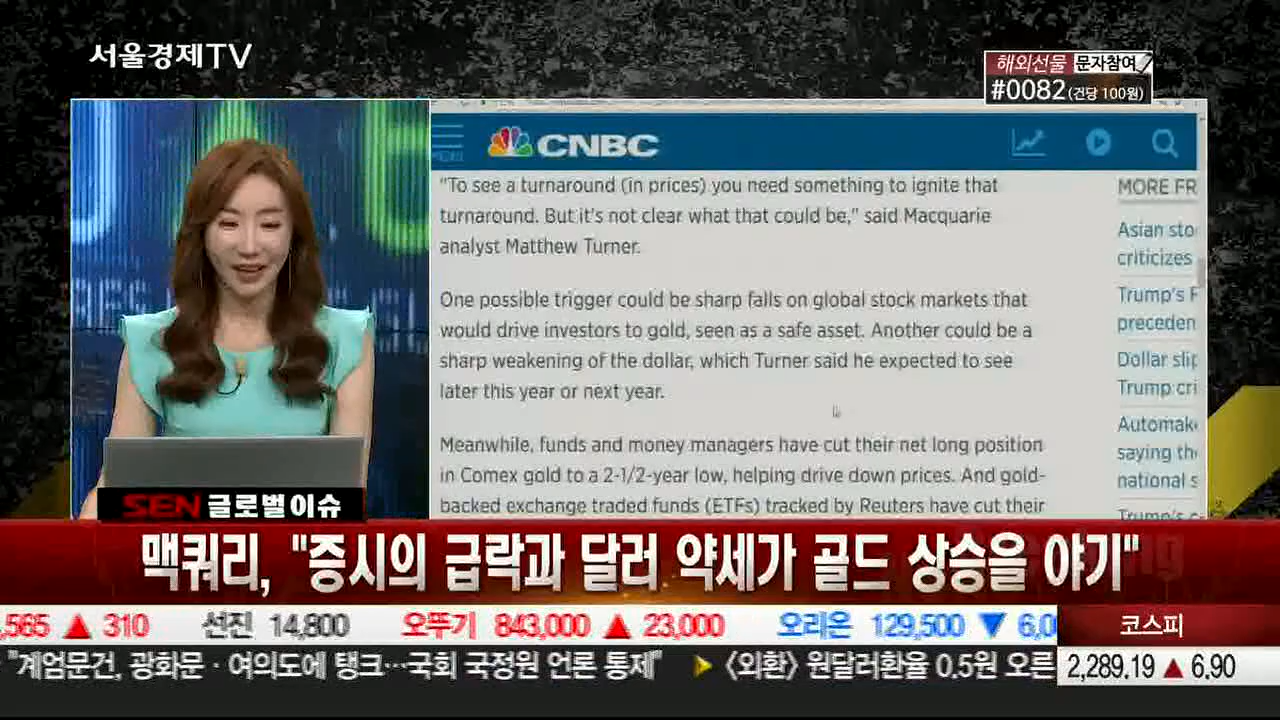 서울경제TV
해외선물 문자참여
#0082(건당 100원)
CNBC
"To see a turnaround (in prices) you need something to ignite that
turnaround. But it's not clear what that could be," said Macquarie
analyst Matthew Turner.
One possible trigger could be sharp falls on global stock markets that
would drive investors to gold, seen as a safe asset. Another could be a
sharp weakening of the dollar, which Turner said he expected to see
later this year or next year.
Meanwhile, funds and money managers have cut their net long position
in Comex gold to a 2-1/2-year low, helping drive down prices. And gold-
backed exchange traded funds (ETFs) tracked by Reuters have cut their
MORE FR
Asian sto
criticizes
Trump's F
preceden
Dollar slip
Trump cri
Automak
saying the
national s
SEN 글로벌이슈
맥쿼리, "증시의 급락과 달러 약세가 골드 상승을 야기"
.565 ▲ 310 선진 14,800 오뚜기 843,000 ▲ 23,000 오리온 129,500 ▼ 6,0
코스피
"계엄문건, 광화문·여의도에 탱크…국회 국정원 언론 통제" 〈외환〉 원달러환율 0.5원 오른
2,289.19 ▲ 6.90